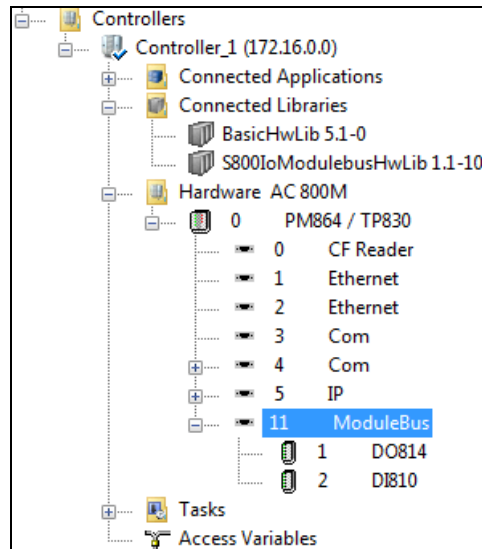 Controllers
Controller_1 (172.16.0.0)
Connected Applications
Connected Libraries
BasicHwLib 5.1-0
S800IoModulebusHwLib 1.1-10
Hardware AC 800M
0 PM864 / TP830
0 CF Reader
1 Ethernet
2 Ethernet
3 Com
4 Com
5 IP
11 ModuleBus
1 DO814
2 DI810
Tasks
Access Variables